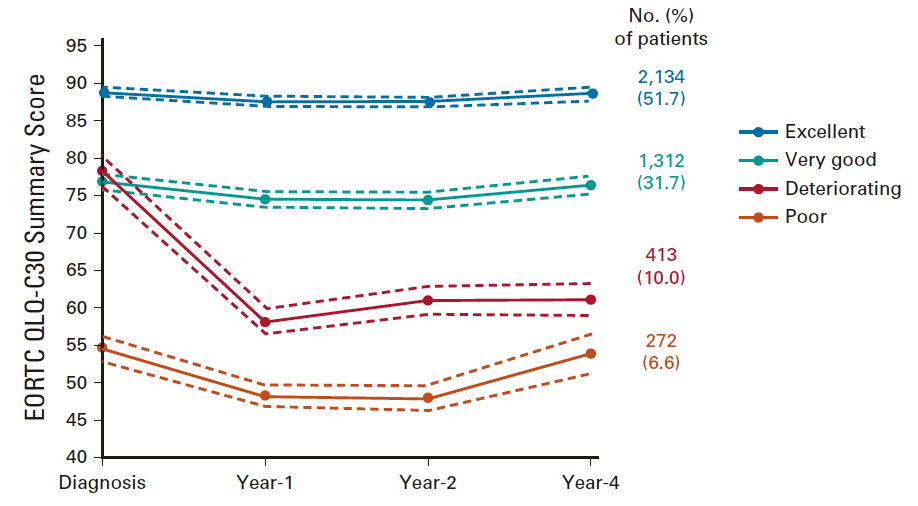 No. (%)
of patients
EORTC QLQ-C30 Summary Score
95
90
85
80
75
70
65
60
55
50
45
40
Diagnosis
Year-1
Year-2
Year-4
2,134
(51.7)
1,312
(31.7)
413
(10.0)
272
(6.6)
Excellent
Very good
Deteriorating
Poor